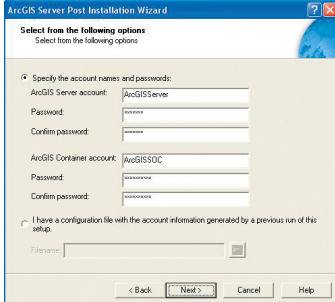 ArcGIS Server Post Installation Wizard
Select from the following options
Select from the following options
Specify the account names and passwords:
ArcGIS Server account:
ArcGISServer
Password:
Confirm password:
ArcGIS Container account:
ArcGISSOC
Password:
Confirm password:
I have a configuration file with the account information generated by a previous run of this
setup.
Filename:
< Back
Next >
Cancel
Help